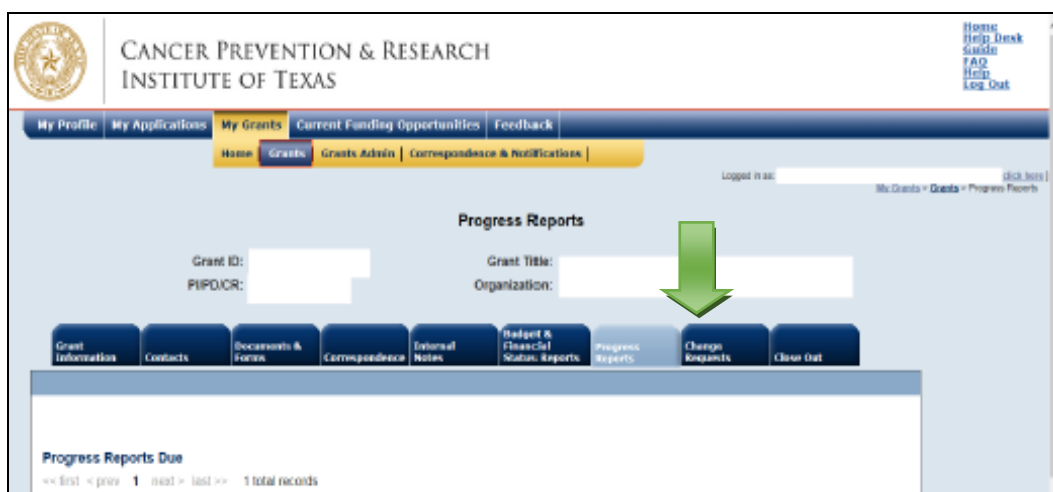 CANCER PREVENTION & RESEARCH
INSTITUTE OF TEXAS
Home
Help Desk
Guide
FAQ
Help
Log Out
My Profile My Applications My Grants Current Funding Opportunities Feedback
Home Grants Grants Admin | Correspondence & Notifications |
Logged in as: click here |
My Grants > Grants > Progress Reports
Progress Reports
Grant ID: Grant Title:
PI/PD/CR: Organization:
Grant Information Contacts Documents & Forms Correspondence Internal Notes Budget & Financial Status Reports Progress Reports Change Requests Close Out
Progress Reports Due
<< first < prev 1 next > last >> 1 total records